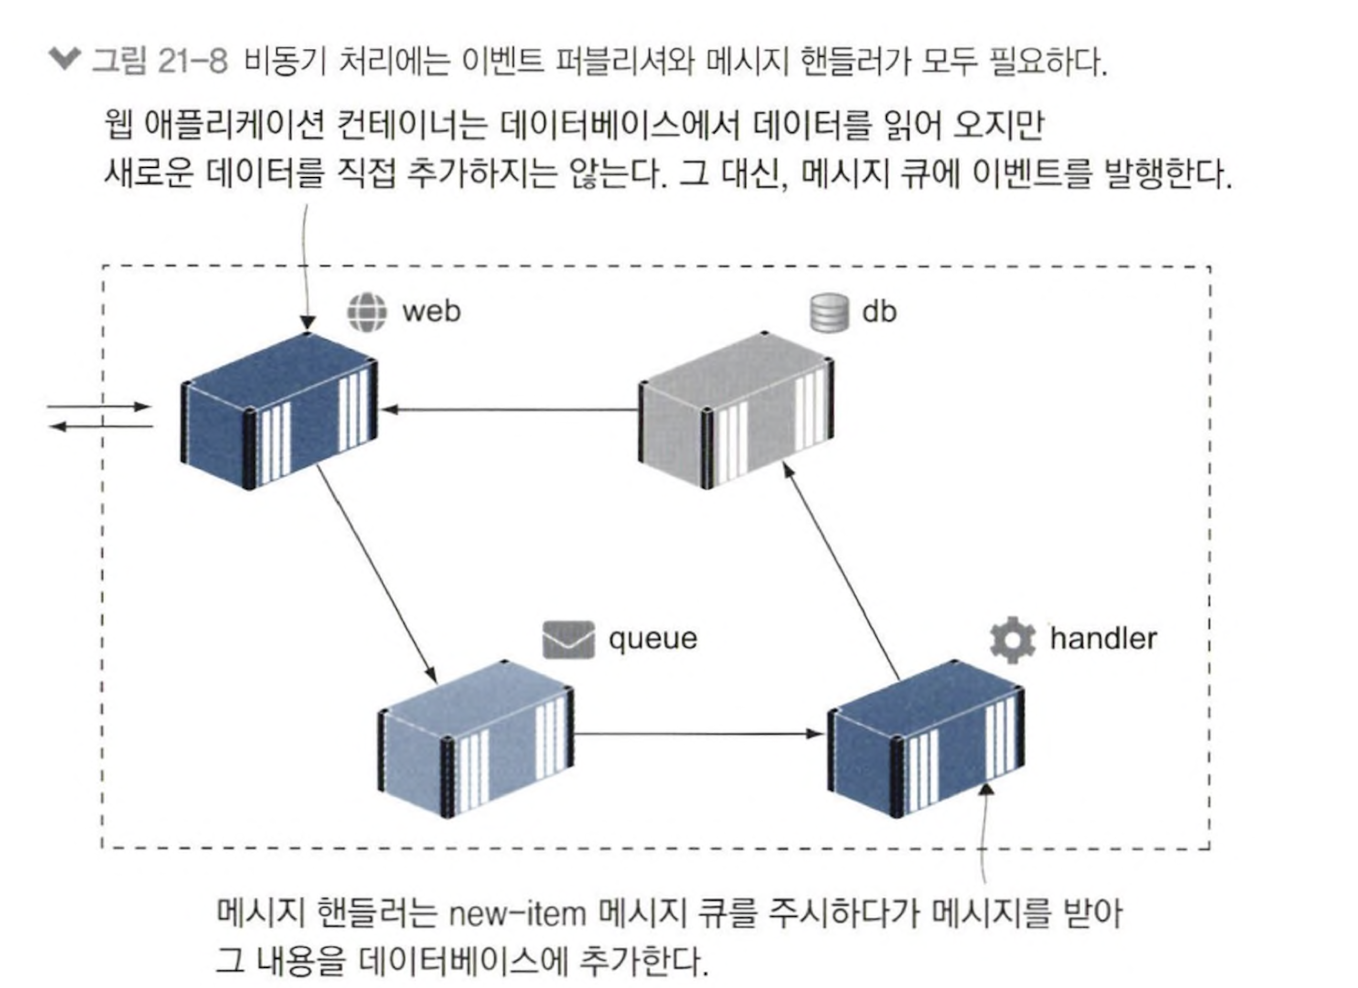 그림 21-8 비동기 처리에는 이벤트 퍼블리셔와 메시지 핸들러가 모두 필요하다.
웹 애플리케이션 컨테이너는 데이터베이스에서 데이터를 읽어 오지만
새로운 데이터를 직접 추가하지는 않는다. 그 대신, 메시지 큐에 이벤트를 발행한다.
web
db
queue
handler
메시지 핸들러는 new-item 메시지 큐를 주시하다가 메시지를 받아
그 내용을 데이터베이스에 추가한다.